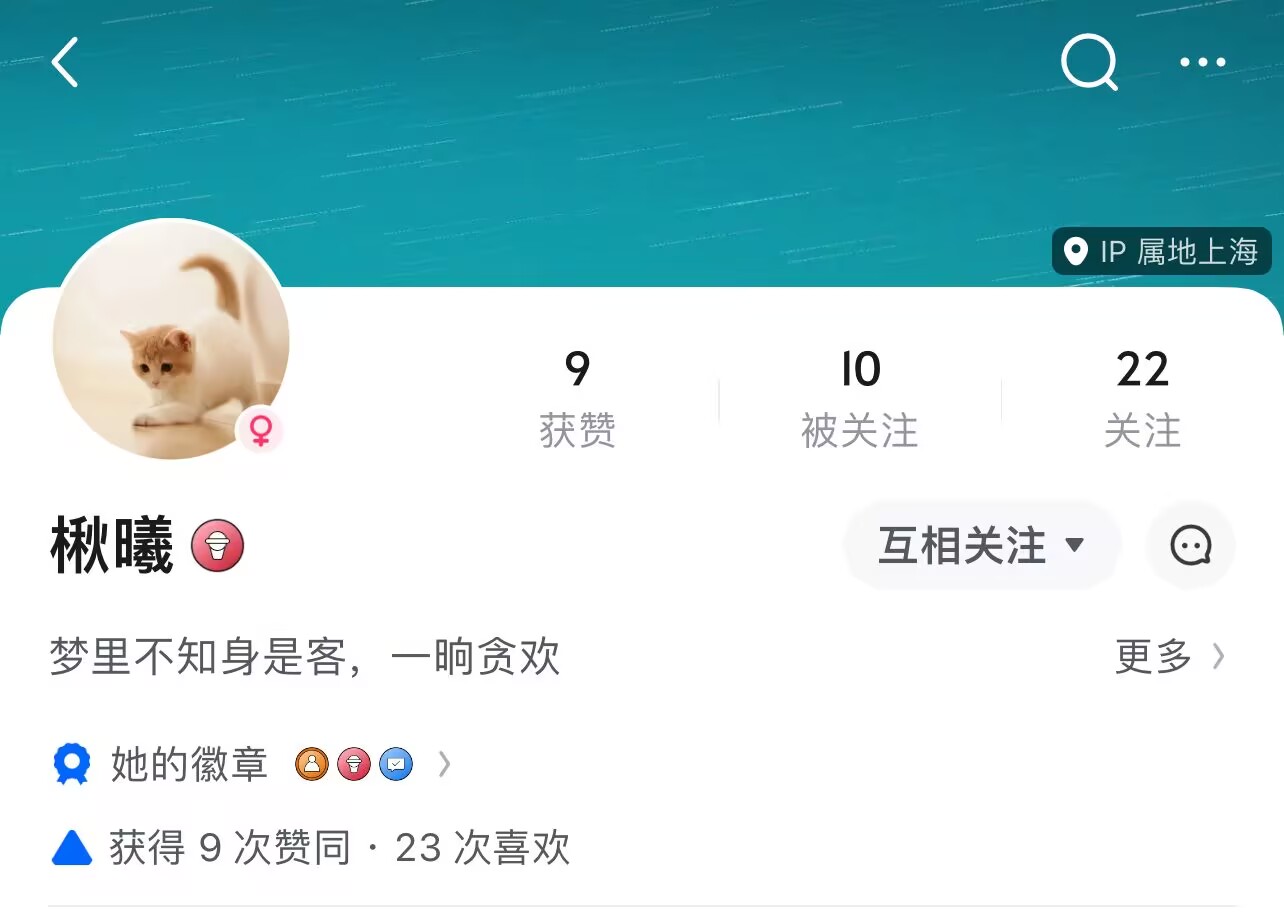 IP 属地上海
9 10 22
获赞 被关注 关注
楸曦 互相关注
梦里不知身是客，一晌贪欢 更多
她的徽章
获得 9 次赞同 · 23 次喜欢